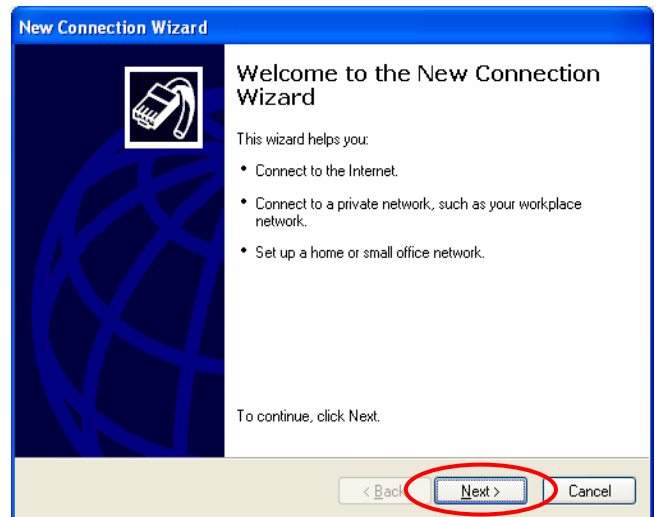 New Connection Wizard
Welcome to the New Connection
Wizard
This wizard helps you:
• Connect to the Internet.
• Connect to a private network, such as your workplace
network.
• Set up a home or small office network.
To continue, click Next.
< Back Next > Cancel